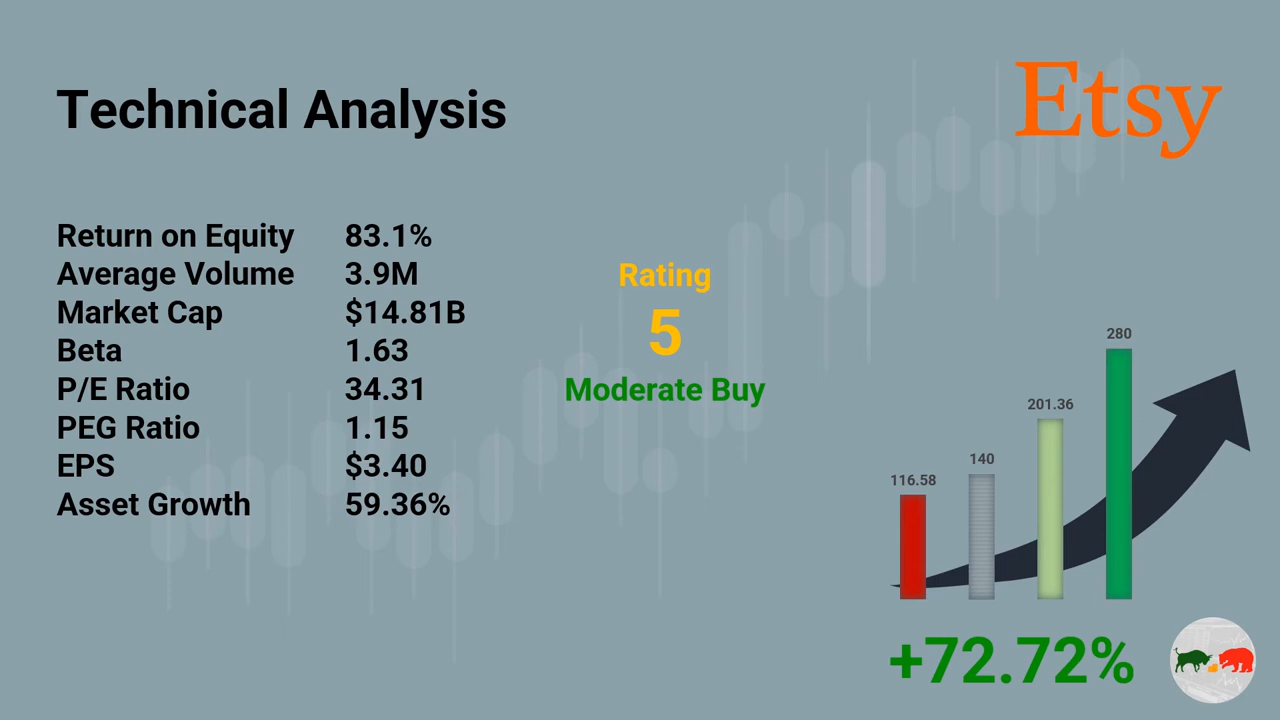 Technical Analysis
Etsy
Return on Equity 83.1%
Average Volume 3.9M
Market Cap $14.81B
Beta 1.63
P/E Ratio 34.31
PEG Ratio 1.15
EPS $3.40
Asset Growth 59.36%
Rating
5
Moderate Buy
116.58
140
201.36
280
+72.72%